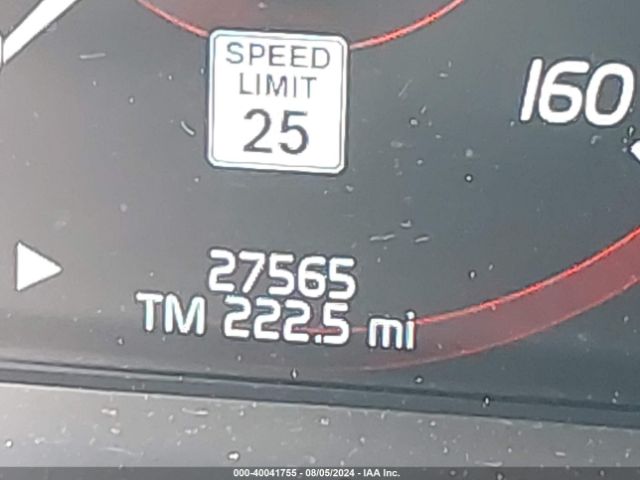 SPEED
LIMIT
25
160
27565
TM 222.5 mi
000-40041755 - 08/05/2024 - IAA Inc.